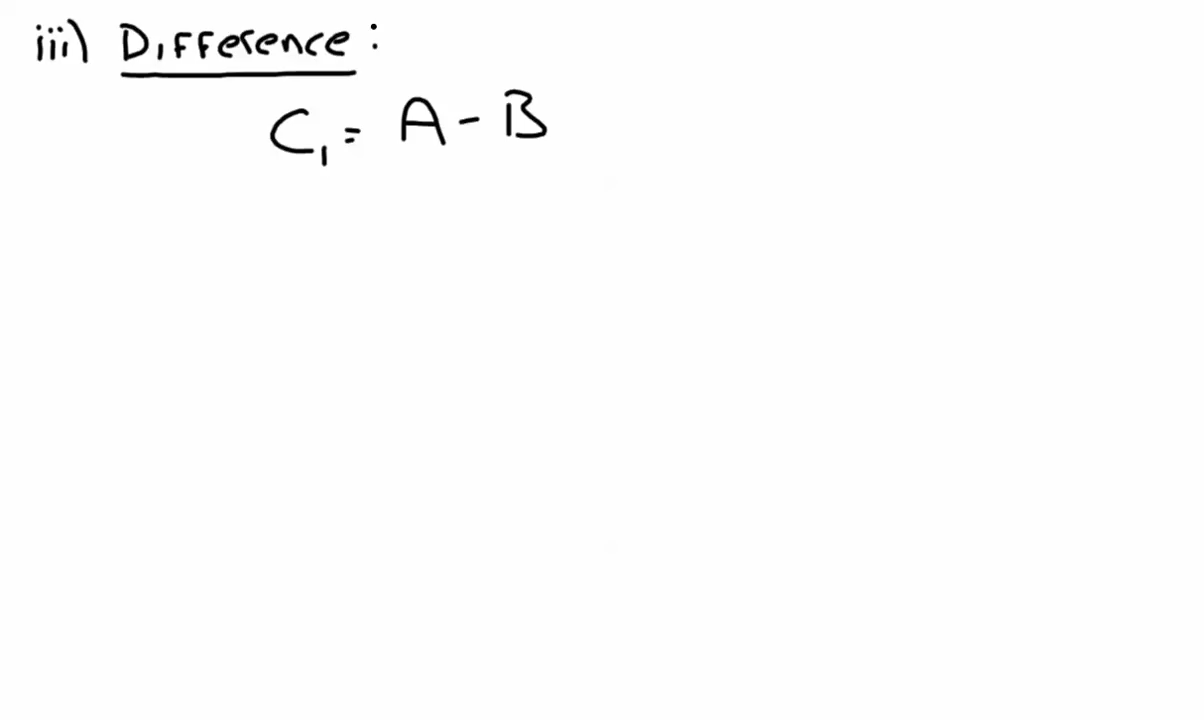 iii) Difference:
C₁ = A - B